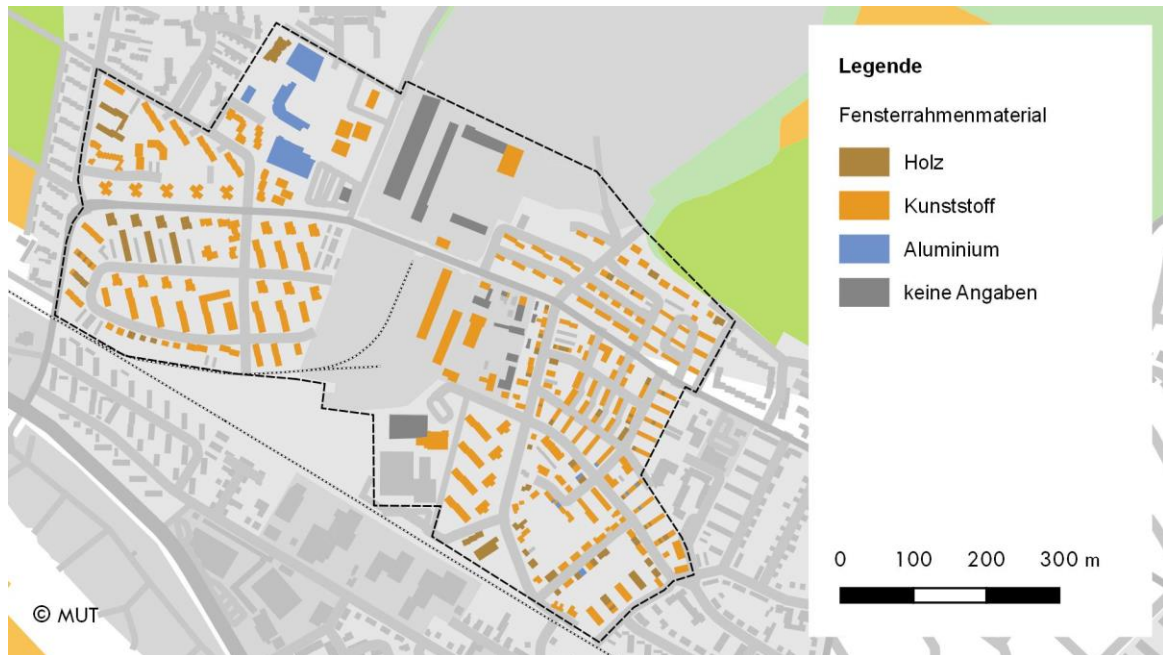 Legende
Fensterrahmenmaterial
Holz
Kunststoff
Aluminium
keine Angaben
0 100 200 300 m
© MUT